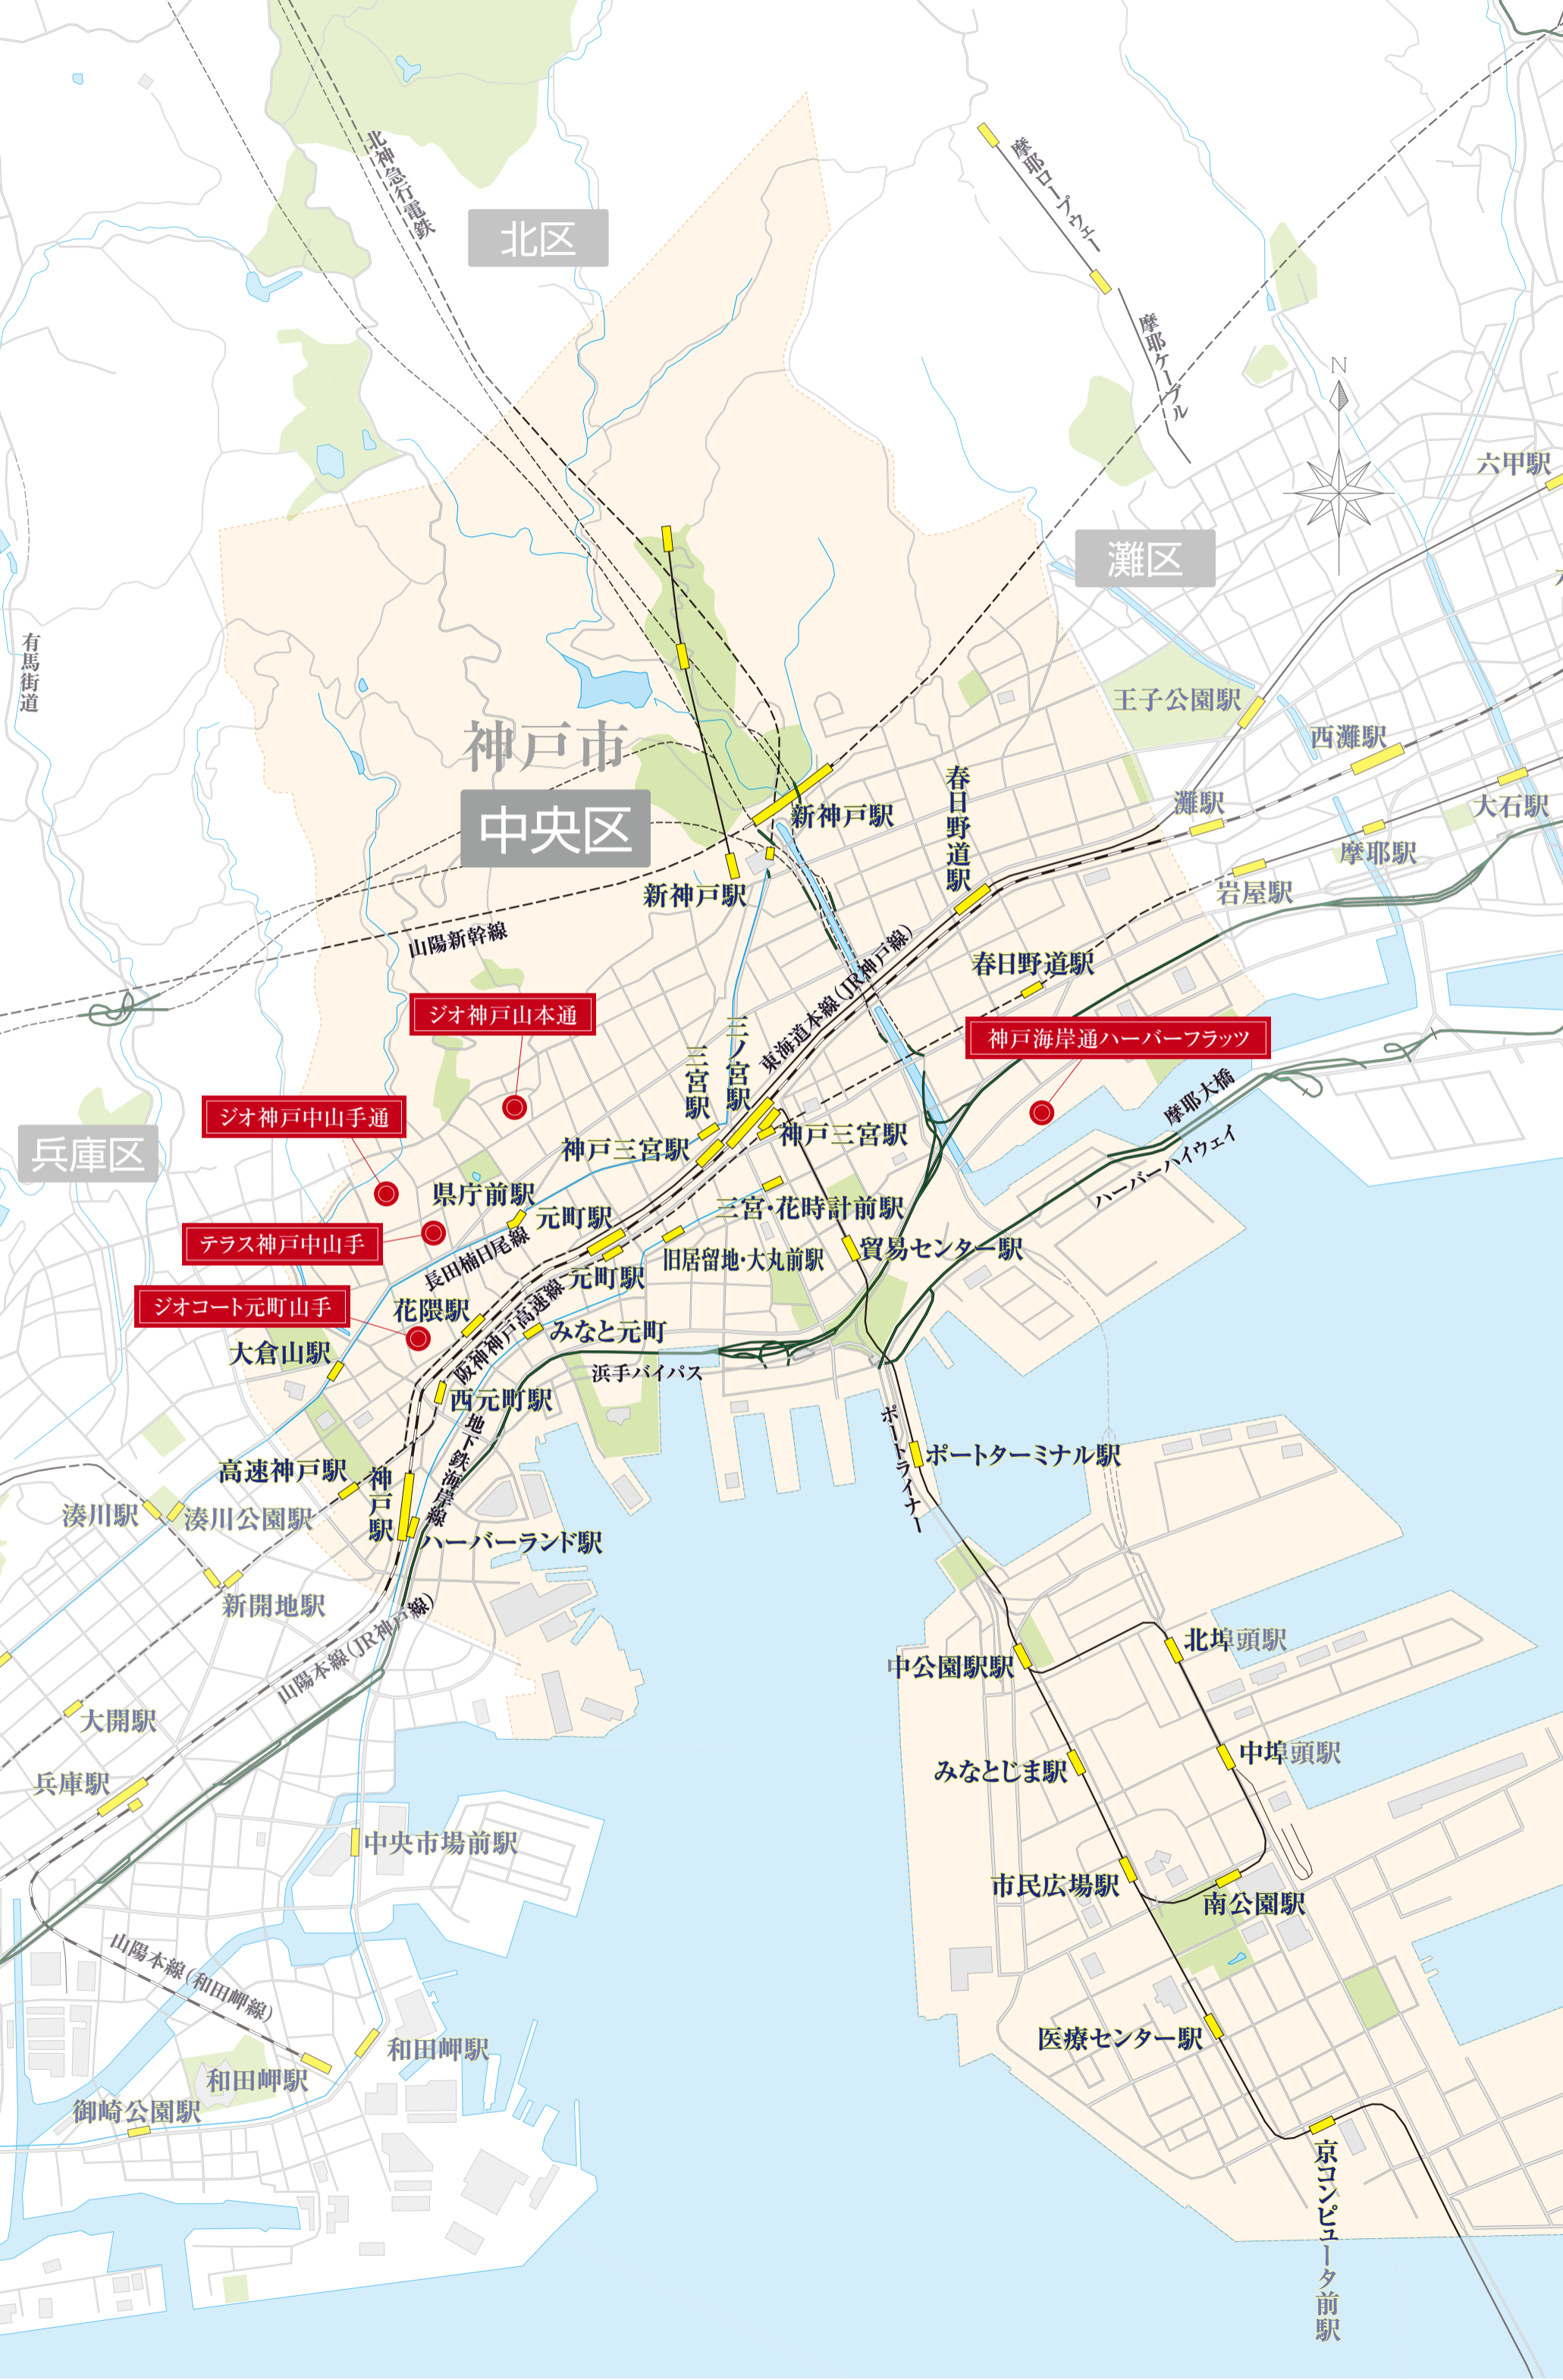 北神急行電鉄
摩耶ロープウェー
北区
摩耶ケーブル
N
六甲駅
灘区
有馬街道
王子公園駅
神戸市
西灘駅
中央区
新神戸駅
春日野道駅
灘駅
大石駅
摩耶駅
新神戸駅
岩屋駅
山陽新幹線
春日野道駅
東海道本線(JR神戸線)
ジオ神戸山本通
神戸海岸通ハーバーフラッツ
三ノ宮駅
三宮駅
摩耶大橋
ジオ神戸中山手通
兵庫区
神戸三宮駅
神戸三宮駅
ハーバーハイウェイ
県庁前駅
元町駅
三宮・花時計前駅
テラス神戸中山手
長田楠日尾線
旧居留地・大丸前駅
貿易センター駅
元町駅
ジオコート元町山手
花隈駅
阪神神戸高速線
みなと元町
大倉山駅
浜手バイパス
西元町駅
地下鉄海岸線
ポートライナー
ポートターミナル駅
高速神戸駅
神戸駅
湊川駅
湊川公園駅
ハーバーランド駅
新開地駅
山陽本線(JR神戸線)
北埠頭駅
中公園駅駅
大開駅
中埠頭駅
みなとじま駅
兵庫駅
中央市場前駅
市民広場駅
南公園駅
山陽本線(和田岬線)
医療センター駅
和田岬駅
和田岬駅
御崎公園駅
京コンピュータ前駅